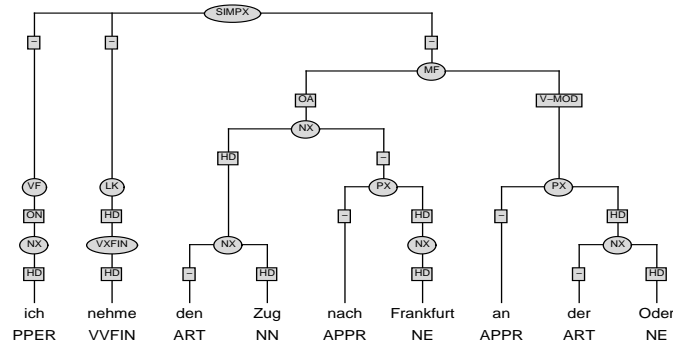 SIMPX
– – –
MF
OA V–MOD
NX
HD –
VF LK PX PX
ON HD – HD – HD
NX VXFIN NX NX NX
HD HD – HD HD – HD
ich nehme den Zug nach Frankfurt an der Oder
PPER VVFIN ART NN APPR NE APPR ART NE